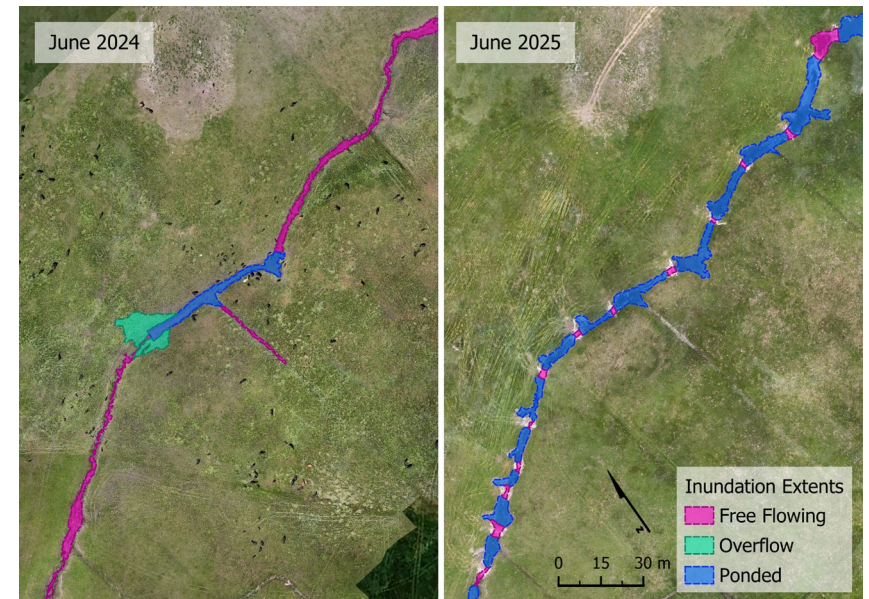 June 2024
June 2025
Inundation Extents
Free Flowing
Overflow
Ponded
N
0 15 30 m